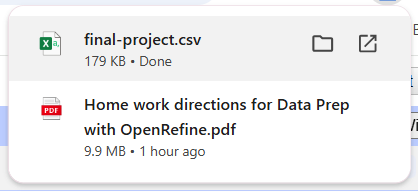 final-project.csv
179 KB • Done
PDF
Home work directions for Data Prep
with OpenRefine.pdf
9.9 MB • 1 hour ago